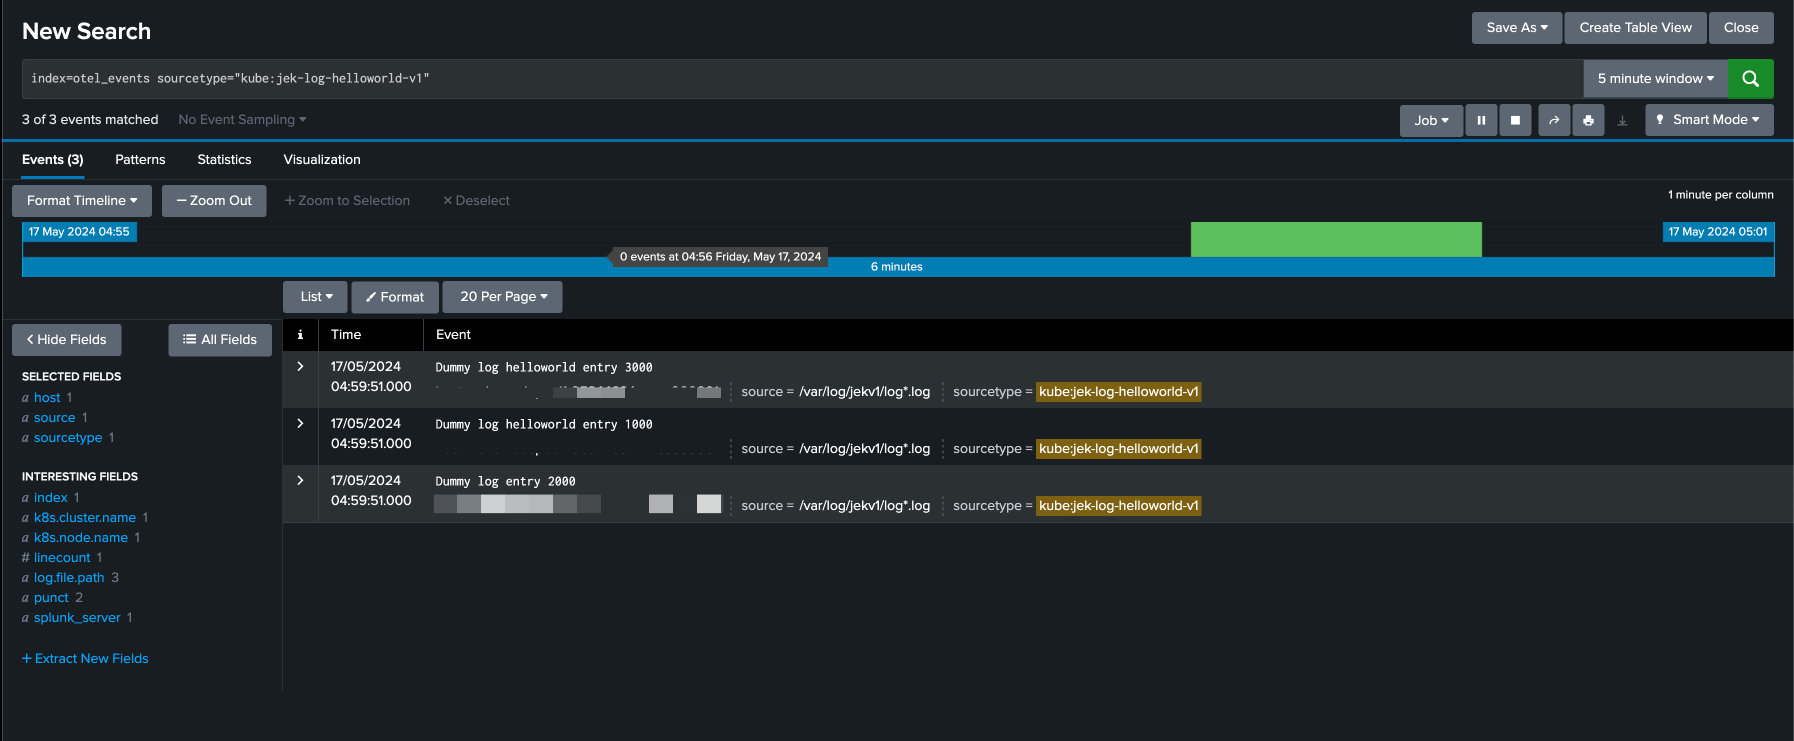 New Search
Save As
Create Table View
Close
index=otel_events sourcetype="kube:jek-log-helloworld-v1"
5 minute window
3 of 3 events matched
No Event Sampling
Job
Smart Mode
Events (3)
Patterns
Statistics
Visualization
Format Timeline
— Zoom Out
+ Zoom to Selection
× Deselect
1 minute per column
17 May 2024 04:55
17 May 2024 05:01
0 events at 04:56 Friday, May 17, 2024
6 minutes
List
Format
20 Per Page
< Hide Fields
All Fields
i
Time
Event
SELECTED FIELDS
a host 1
a source 1
a sourcetype 1
INTERESTING FIELDS
a index 1
a k8s.cluster.name 1
a k8s.node.name 1
# linecount 1
a log.file.path 3
a punct 2
a splunk_server 1
+ Extract New Fields
> 17/05/2024 04:59:51.000
Dummy log helloworld entry 3000
source = /var/log/jekv1/log*.log
sourcetype = kube:jek-log-helloworld-v1
> 17/05/2024 04:59:51.000
Dummy log helloworld entry 1000
source = /var/log/jekv1/log*.log
sourcetype = kube:jek-log-helloworld-v1
> 17/05/2024 04:59:51.000
Dummy log entry 2000
source = /var/log/jekv1/log*.log
sourcetype = kube:jek-log-helloworld-v1